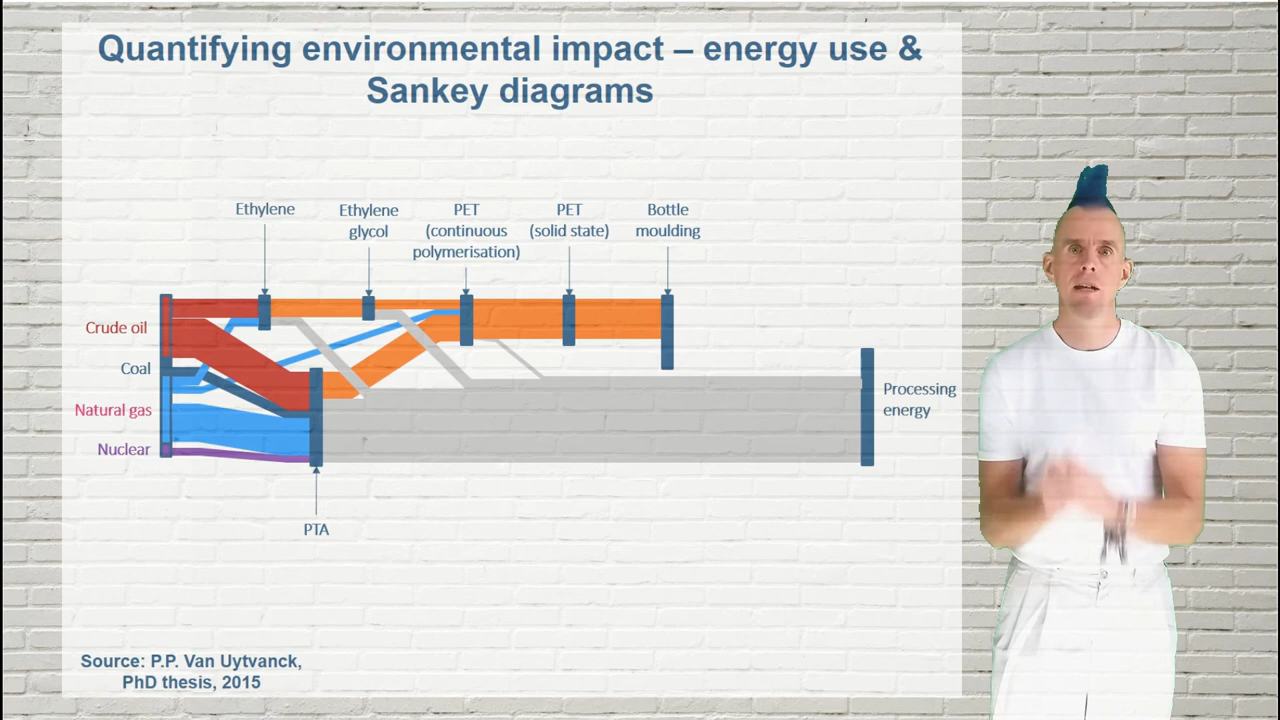 Quantifying environmental impact – energy use &
Sankey diagrams
Ethylene
Ethylene
glycol
PET
(continuous
polymerisation)
PET
(solid state)
Bottle
moulding
Crude oil
Coal
Natural gas
Nuclear
Processing
energy
PTA
Source: P.P. Van Uytvanck,
PhD thesis, 2015